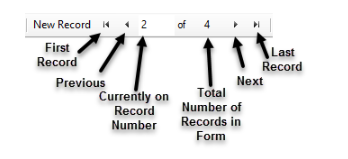 New Record 2 of 4
First
Record
Previous
Currently on
Record
Number
Total
Number of
Records in
Form
Next
Last
Record